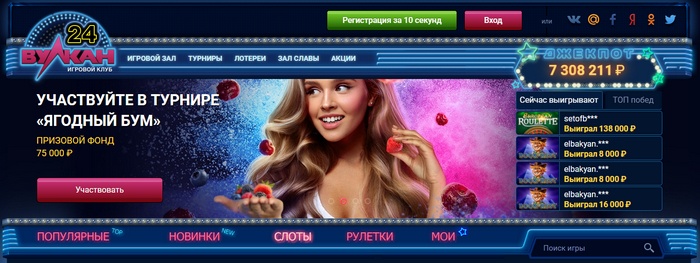 Регистрация за 10 секунд
Вход
или
24
ВУЛКАН
ИГРОВОЙ КЛУБ
ИГРОВОЙ ЗАЛ
ТУРНИРЫ
ЛОТЕРЕИ
ЗАЛ СЛАВЫ
АКЦИИ
ДЖЕКПОТ
7 308 211 ₽
УЧАСТВУЙТЕ В ТУРНИРЕ
«ЯГОДНЫЙ БУМ»
ПРИЗОВОЙ ФОНД
75 000 ₽
Участвовать
Сейчас выигрывают
ТОП побед
ROULETTE
setofb***
Выиграл 138 000 ₽
elbakyan.***
Выиграл 8 000 ₽
elbakyan.***
Выиграл 8 000 ₽
elbakyan.***
Выиграл 16 000 ₽
ПОПУЛЯРНЫЕ TOP
НОВИНКИ NEW
СЛОТЫ
РУЛЕТКИ
МОИ
Поиск игры